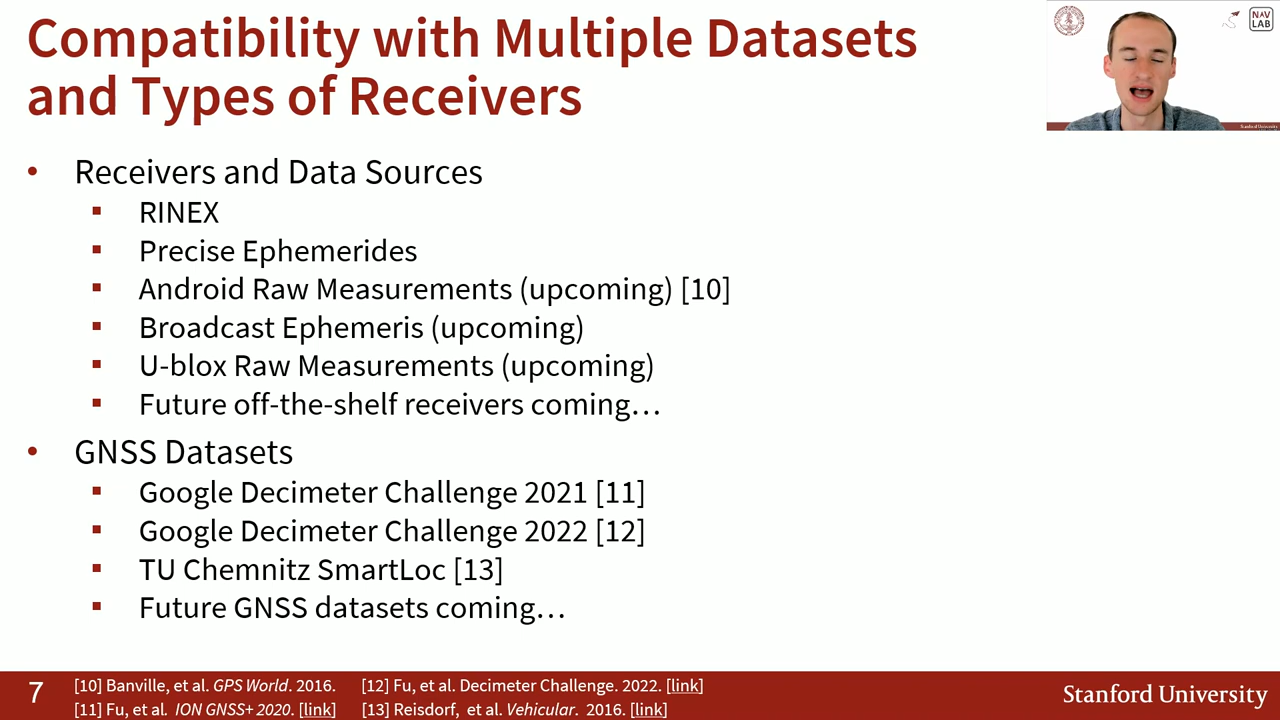 Compatibility with Multiple Datasets
and Types of Receivers
NAV
LAB
Stanford University
• Receivers and Data Sources
▪ RINEX
▪ Precise Ephemerides
▪ Android Raw Measurements (upcoming) [10]
▪ Broadcast Ephemeris (upcoming)
▪ U-blox Raw Measurements (upcoming)
▪ Future off-the-shelf receivers coming…
• GNSS Datasets
▪ Google Decimeter Challenge 2021 [11]
▪ Google Decimeter Challenge 2022 [12]
▪ TU Chemnitz SmartLoc [13]
▪ Future GNSS datasets coming…
7
[10] Banville, et al. GPS World. 2016.
[11] Fu, et al. ION GNSS+ 2020. [link]
[12] Fu, et al. Decimeter Challenge. 2022. [link]
[13] Reisdorf, et al. Vehicular. 2016. [link]
Stanford University